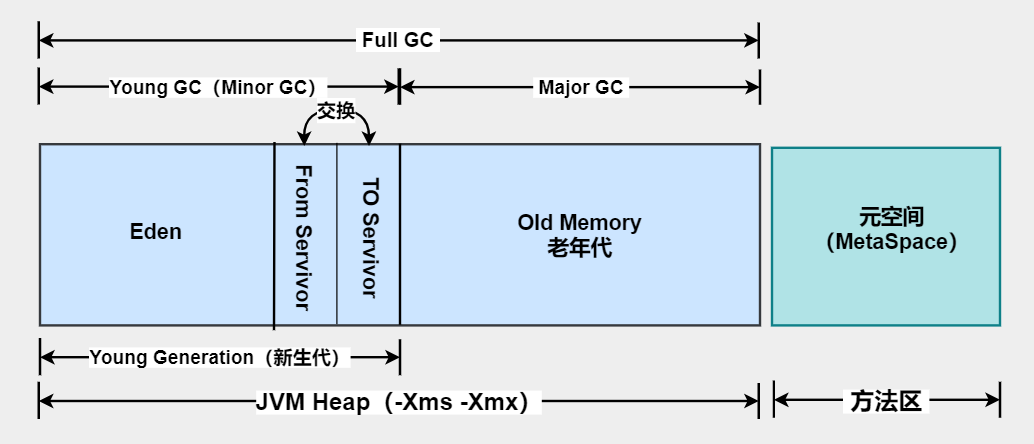 Full GC
Young GC（Minor GC）
Major GC
交换
Eden
From Servivor
TO Servivor
Old Memory
老年代
元空间
（MetaSpace）
Young Generation（新生代）
JVM Heap（-Xms -Xmx）
方法区